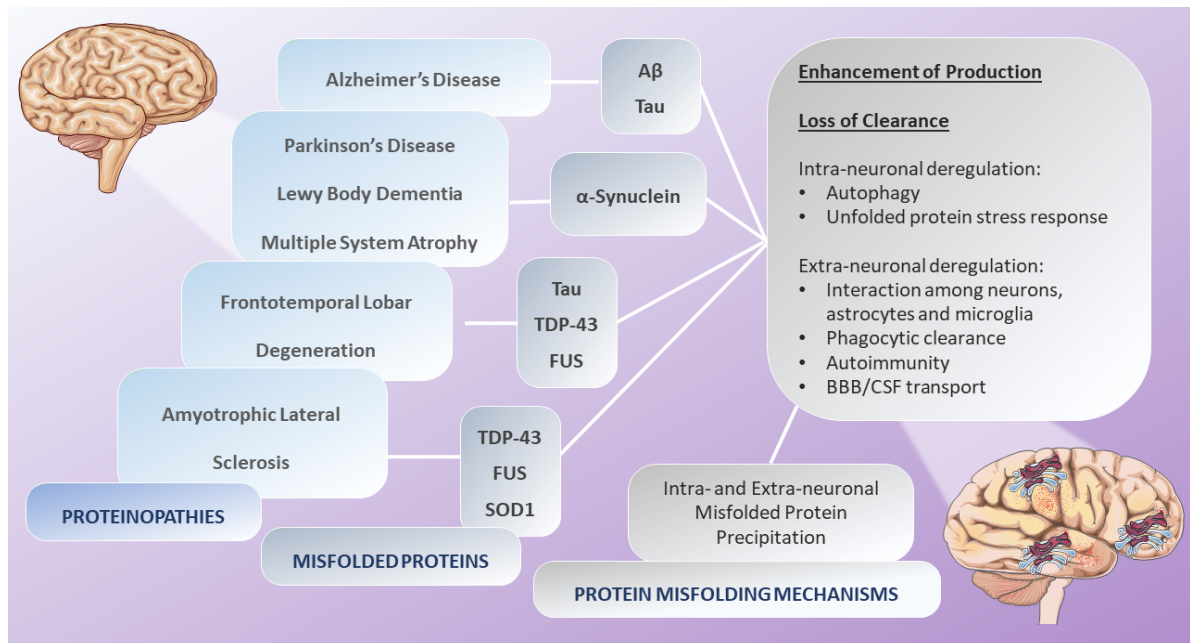 Alzheimer's Disease
Parkinson's Disease
Lewy Body Dementia
Multiple System Atrophy
Frontotemporal Lobar
Degeneration
Amyotrophic Lateral
Sclerosis
PROTEINOPATHIES
Aβ
Tau
α-Synuclein
Tau
TDP-43
FUS
TDP-43
FUS
SOD1
MISFOLDED PROTEINS
Enhancement of Production
Loss of Clearance
Intra-neuronal deregulation:
• Autophagy
• Unfolded protein stress response
Extra-neuronal deregulation:
• Interaction among neurons,
astrocytes and microglia
• Phagocytic clearance
• Autoimmunity
• BBB/CSF transport
Intra- and Extra-neuronal
Misfolded Protein
Precipitation
PROTEIN MISFOLDING MECHANISMS